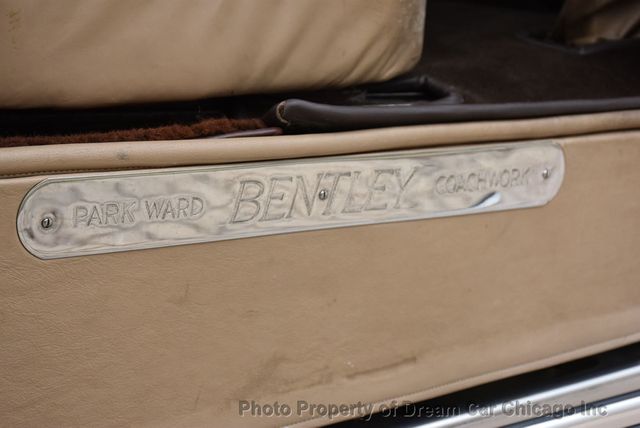 PARK WARD BENTLEY COACHWORK
Photo Property of Dream Car Chicago Inc